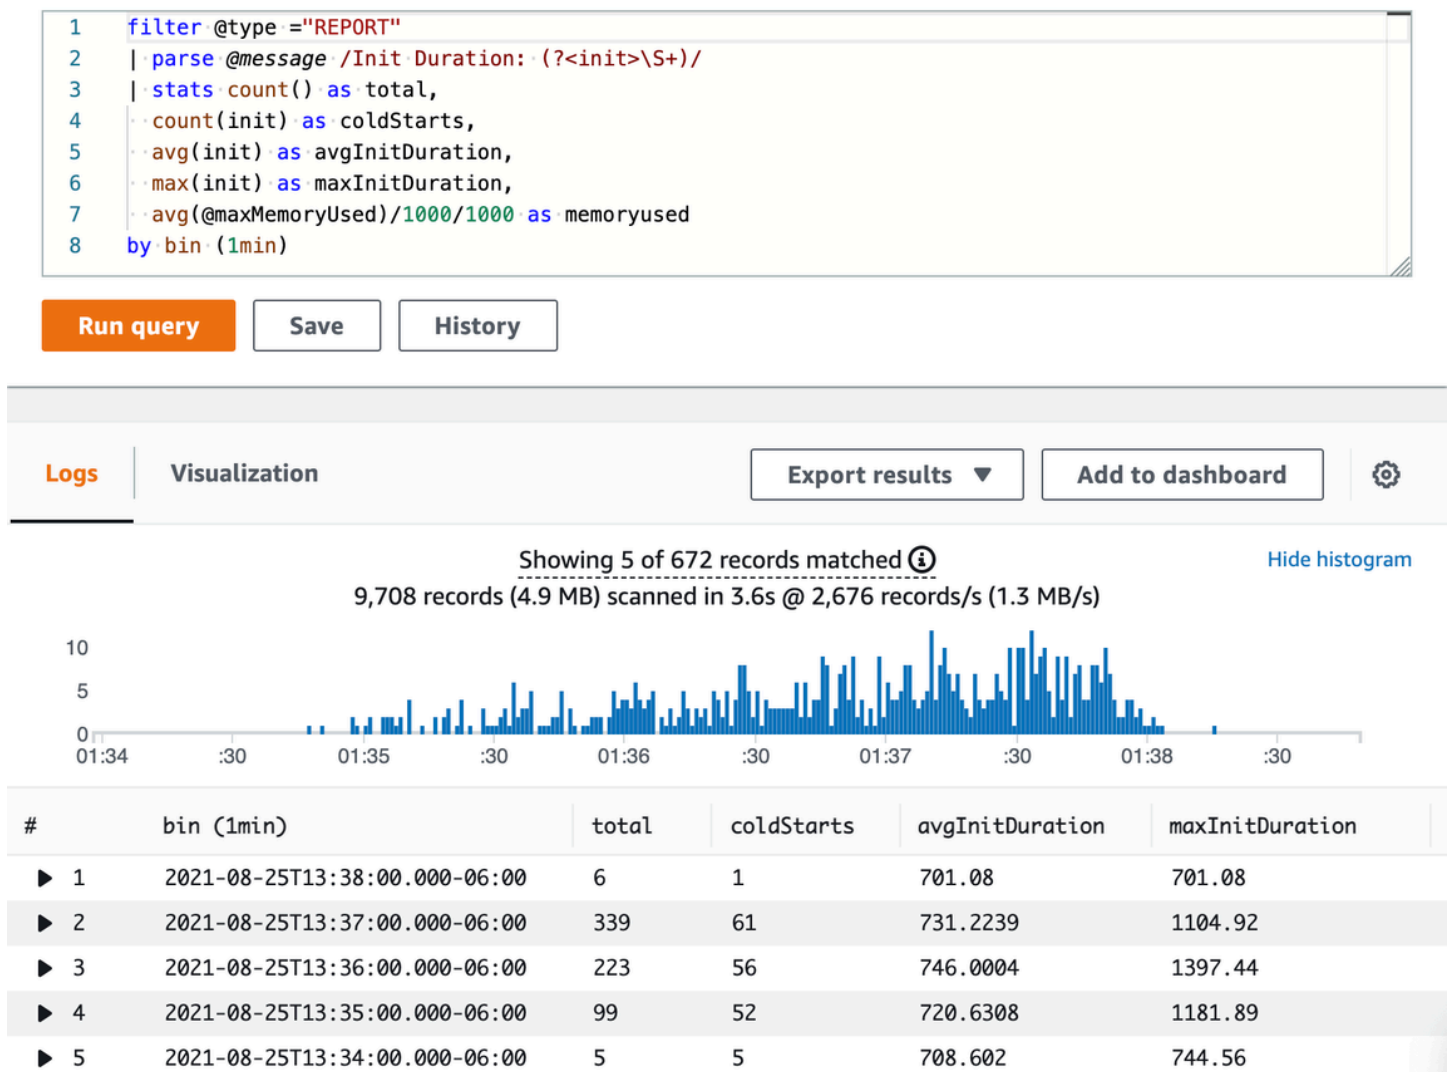 1 filter @type ="REPORT"
2 | parse @message /Init Duration: (?<init>\S+)/
3 | stats count() as total,
4 count(init) as coldStarts,
5 avg(init) as avgInitDuration,
6 max(init) as maxInitDuration,
7 avg(@maxMemoryUsed)/1000/1000 as memoryused
8 by bin (1min)
Run query Save History
Logs Visualization Export results ▼ Add to dashboard
Showing 5 of 672 records matched
Hide histogram
9,708 records (4.9 MB) scanned in 3.6s @ 2,676 records/s (1.3 MB/s)
10
5
0
01:34 :30 01:35 :30 01:36 :30 01:37 :30 01:38 :30
# bin (1min) total coldStarts avgInitDuration maxInitDuration
1 2021-08-25T13:38:00.000-06:00 6 1 701.08 701.08
2 2021-08-25T13:37:00.000-06:00 339 61 731.2239 1104.92
3 2021-08-25T13:36:00.000-06:00 223 56 746.0004 1397.44
4 2021-08-25T13:35:00.000-06:00 99 52 720.6308 1181.89
5 2021-08-25T13:34:00.000-06:00 5 5 708.602 744.56